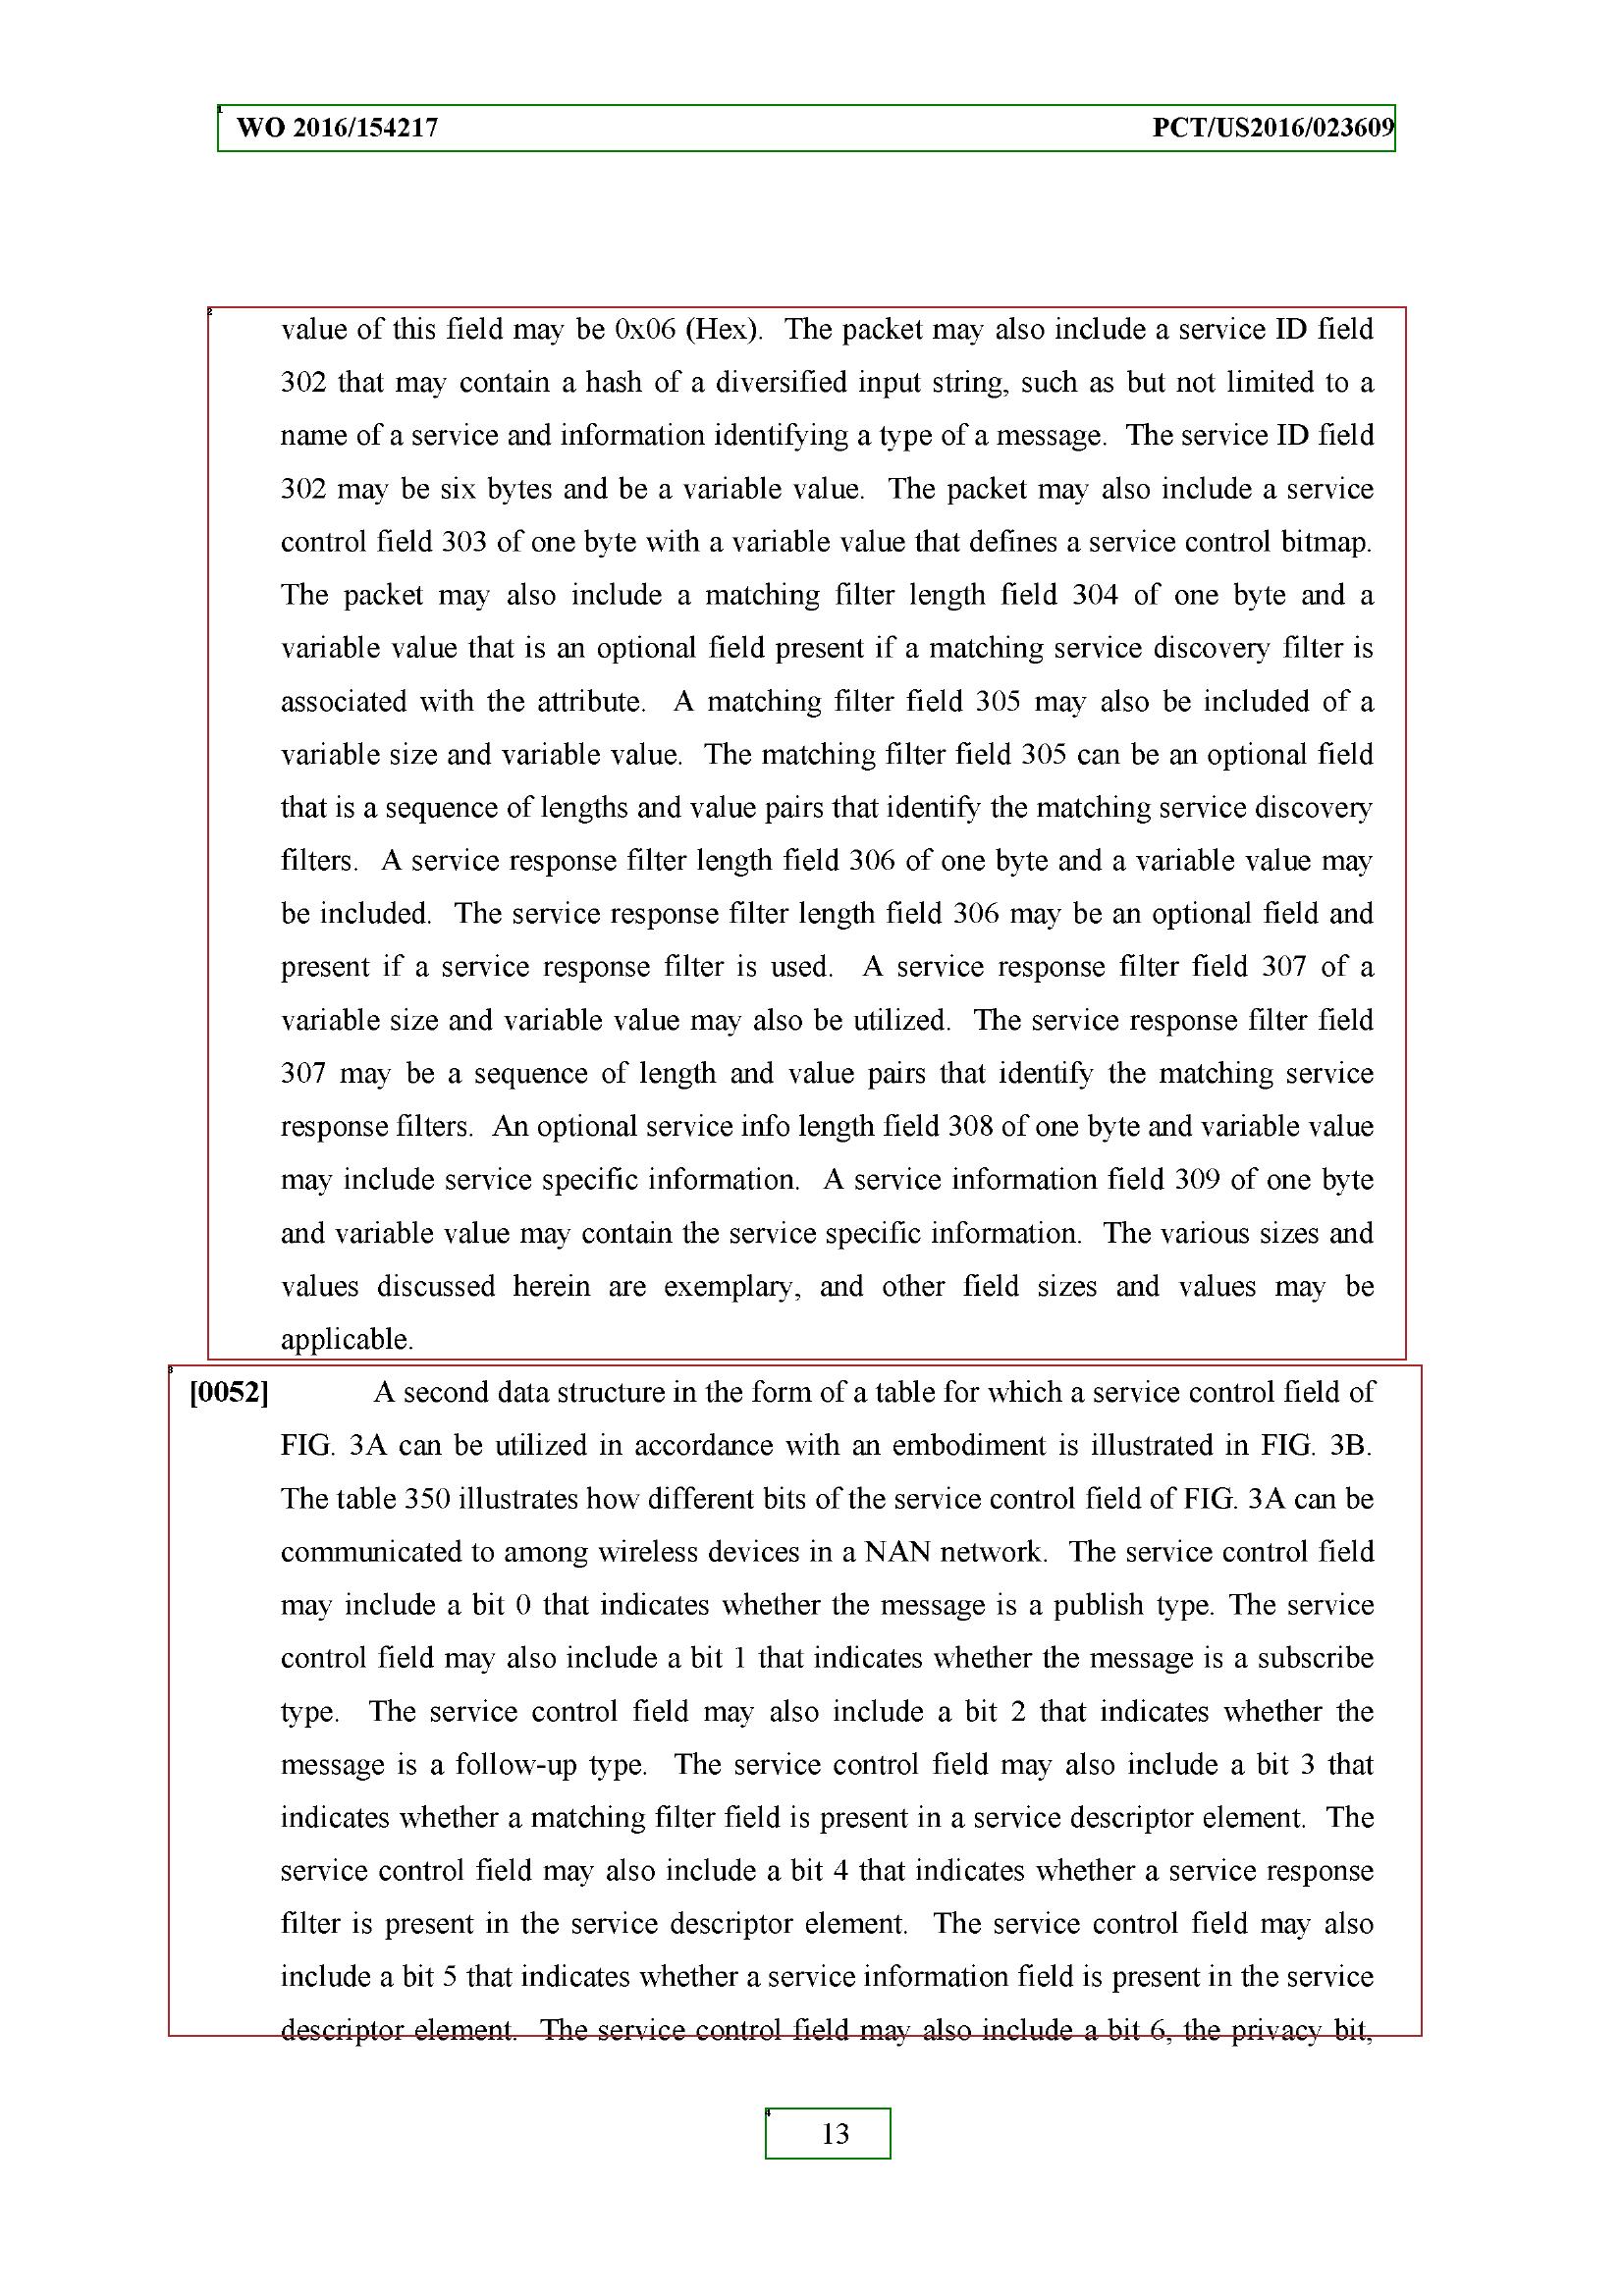 WO 2016/154217 PCT/US2016/023609
value of this field may be 0x06 (Hex). The packet may also include a service ID field
302 that may contain a hash of a diversified input string, such as but not limited to a
name of a service and information identifying a type of a message. The service ID field
302 may be six bytes and be a variable value. The packet may also include a service
control field 303 of one byte with a variable value that defines a service control bitmap.
The packet may also include a matching filter length field 304 of one byte and a
variable value that is an optional field present if a matching service discovery filter is
associated with the attribute. A matching filter field 305 may also be included of a
variable size and variable value. The matching filter field 305 can be an optional field
that is a sequence of lengths and value pairs that identify the matching service discovery
filters. A service response filter length field 306 of one byte and a variable value may
be included. The service response filter length field 306 may be an optional field and
present if a service response filter is used. A service response filter field 307 of a
variable size and variable value may also be utilized. The service response filter field
307 may be a sequence of length and value pairs that identify the matching service
response filters. An optional service info length field 308 of one byte and variable value
may include service specific information. A service information field 309 of one byte
and variable value may contain the service specific information. The various sizes and
values discussed herein are exemplary, and other field sizes and values may be
applicable.
[0052] A second data structure in the form of a table for which a service control field of
FIG. 3A can be utilized in accordance with an embodiment is illustrated in FIG. 3B.
The table 350 illustrates how different bits of the service control field of FIG. 3A can be
communicated to among wireless devices in a NAN network. The service control field
may include a bit 0 that indicates whether the message is a publish type. The service
control field may also include a bit 1 that indicates whether the message is a subscribe
type. The service control field may also include a bit 2 that indicates whether the
message is a follow-up type. The service control field may also include a bit 3 that
indicates whether a matching filter field is present in a service descriptor element. The
service control field may also include a bit 4 that indicates whether a service response
filter is present in the service descriptor element. The service control field may also
include a bit 5 that indicates whether a service information field is present in the service
descriptor element. The service control field may also include a bit 6, the privacy bit,
13